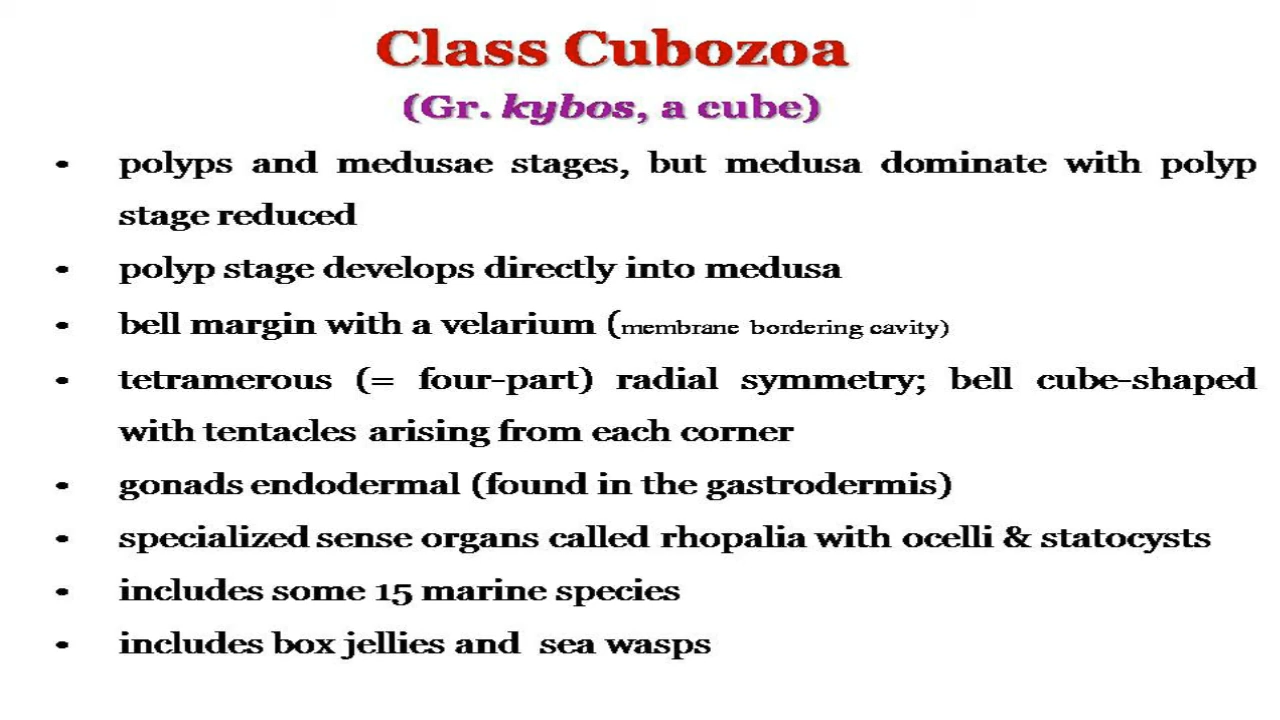 Class Cubozoa
(Gr. kybos, a cube)
• polyps and medusae stages, but medusa dominate with polyp
stage reduced
• polyp stage develops directly into medusa
• bell margin with a velarium (membrane bordering cavity)
• tetramerous (= four-part) radial symmetry; bell cube-shaped
with tentacles arising from each corner
• gonads endodermal (found in the gastrodermis)
• specialized sense organs called rhopalia with ocelli & statocysts
• includes some 15 marine species
• includes box jellies and sea wasps